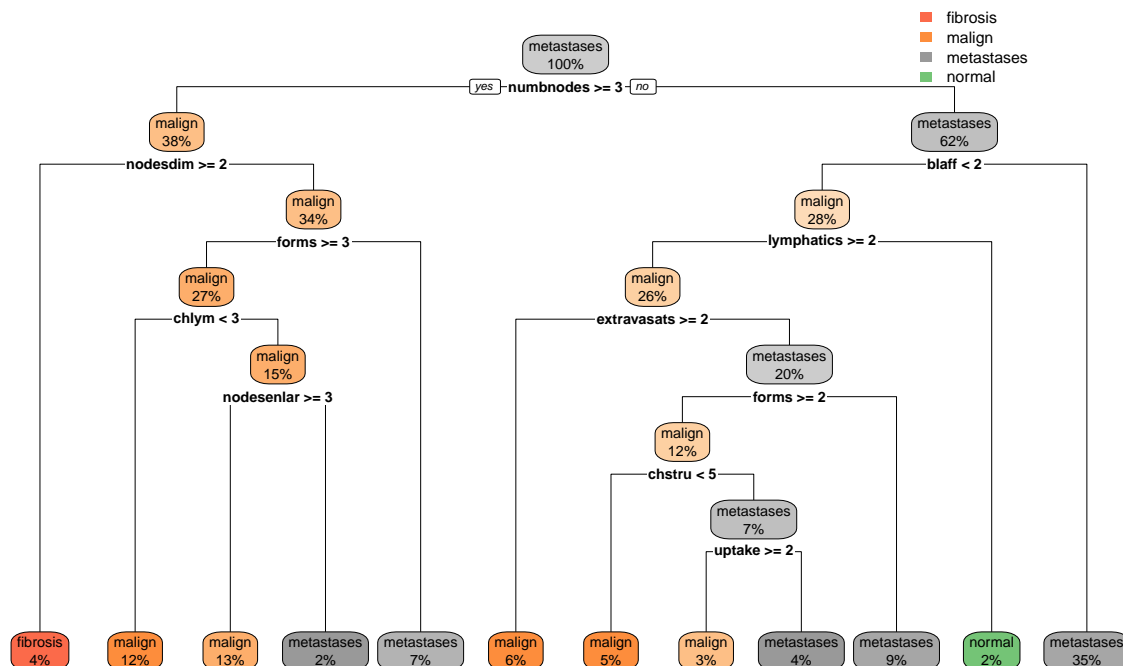 fibrosis
malign
metastases
normal
metastases
100%
yes numbnodes >= 3 no
malign
38%
metastases
62%
nodesdim >= 2
blaff < 2
malign
34%
malign
28%
forms >= 3
lymphatics >= 2
malign
27%
malign
26%
chlym < 3
extravasats >= 2
malign
15%
metastases
20%
nodesenlar >= 3
forms >= 2
malign
12%
chstru < 5
metastases
7%
uptake >= 2
fibrosis
4%
malign
12%
malign
13%
metastases
2%
metastases
7%
malign
6%
malign
5%
malign
3%
metastases
4%
metastases
9%
normal
2%
metastases
35%